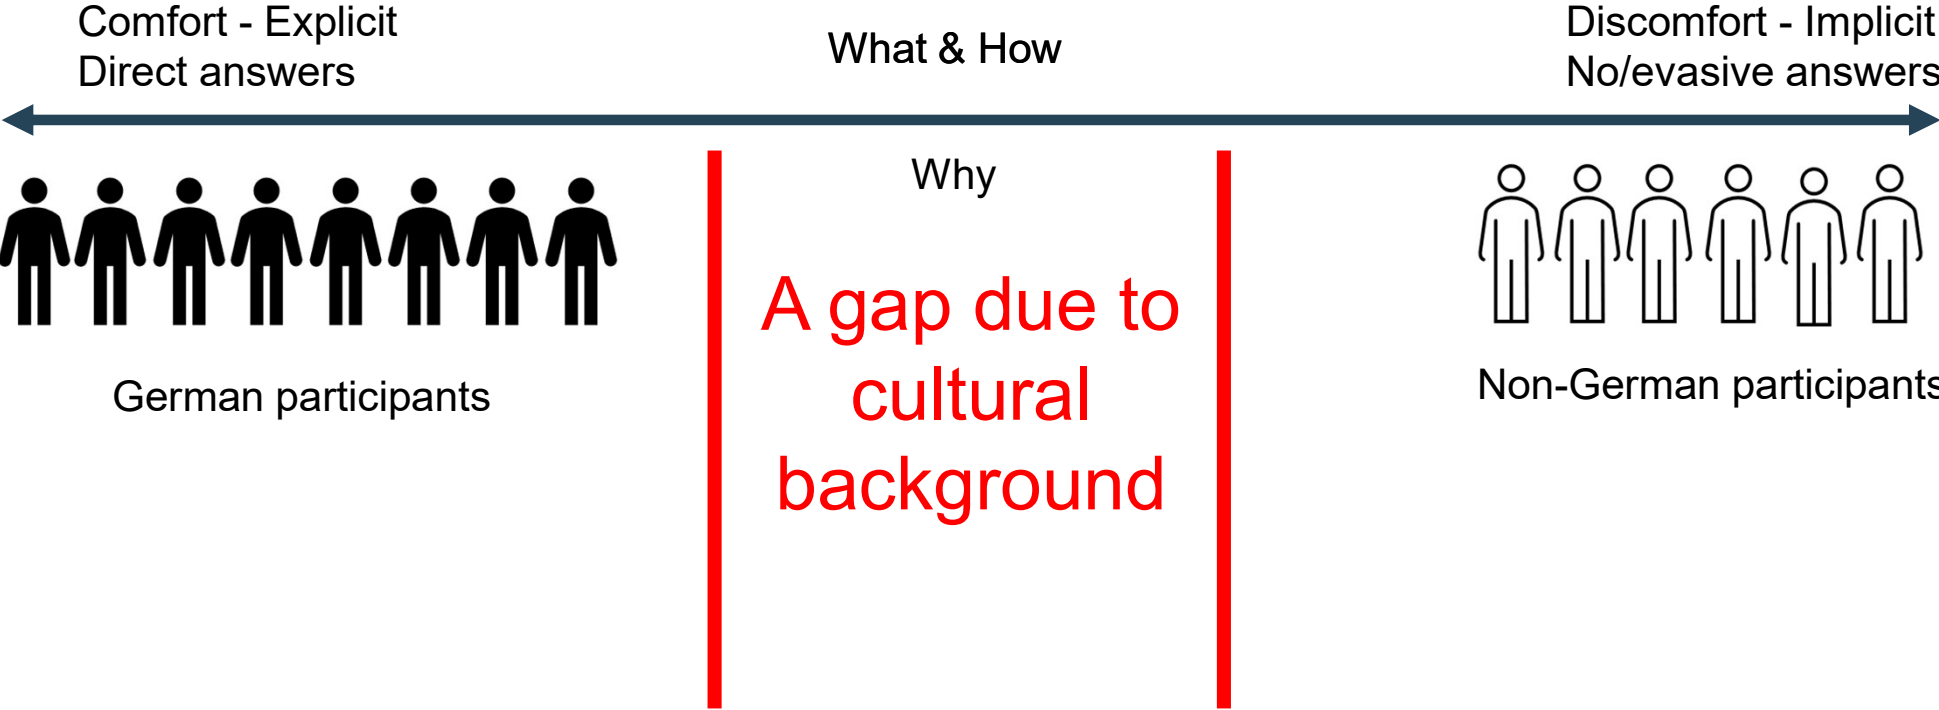 Comfort - Explicit
Direct answers
What & How
Discomfort - Implicit
No/evasive answers
Why
A gap due to
cultural
background
German participants
Non-German participants